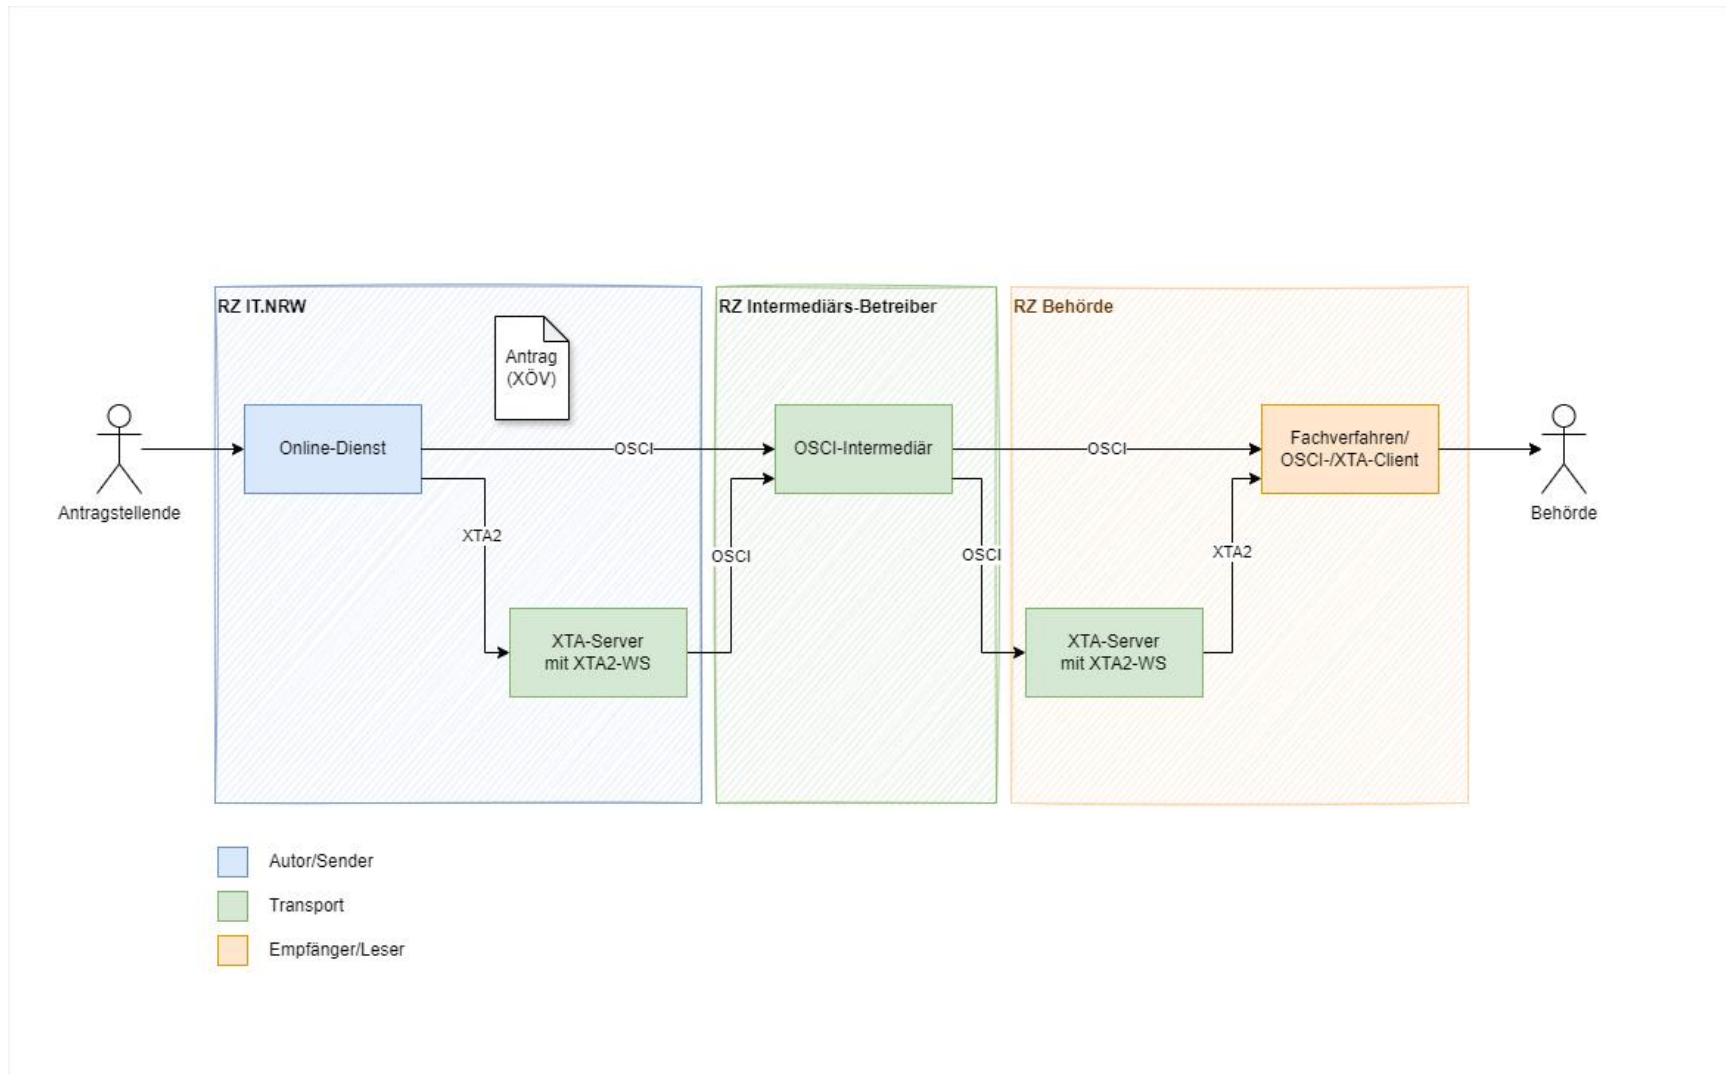 RZ IT.NRW
RZ Intermediärs-Betreiber
RZ Behörde
Antrag
(XÖV)
Antragstellende
Online-Dienst
OSCI
OSCI-Intermediär
OSCI
Fachverfahren/
OSCI-/XTA-Client
Behörde
XTA2
OSCI
OSCI
XTA2
XTA-Server
mit XTA2-WS
XTA-Server
mit XTA2-WS
Autor/Sender
Transport
Empfänger/Leser